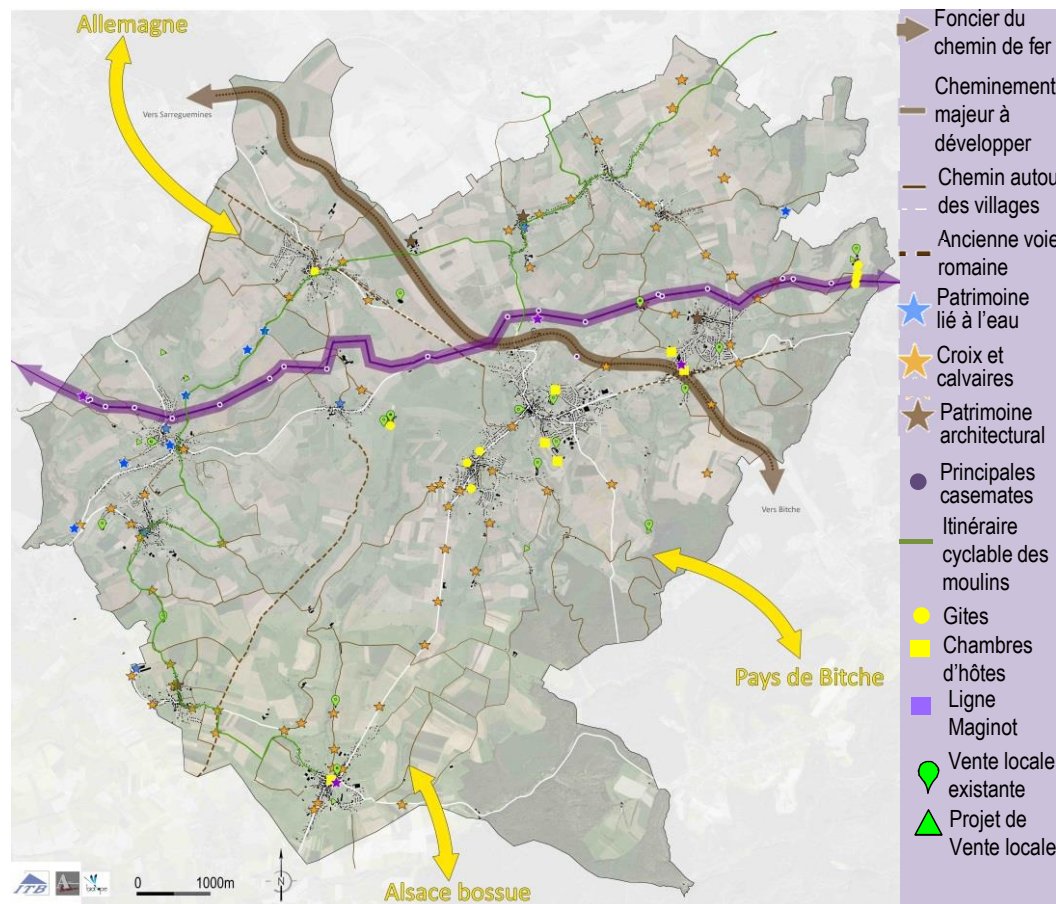 Allemagne
Vers Sarreguemines
Vers Bitche
Pays de Bitche
Alsace bossue
0 1000m
N
ITB
Foncier du
chemin de fer
Cheminement
majeur à
développer
Chemin autou
des villages
Ancienne voie
romaine
Patrimoine
lié à l'eau
Croix et
calvaires
Patrimoine
architectural
Principales
casemates
Itinéraire
cyclable des
moulins
Gites
Chambres
d'hôtes
Ligne
Maginot
Vente locale
existante
Projet de
Vente locale